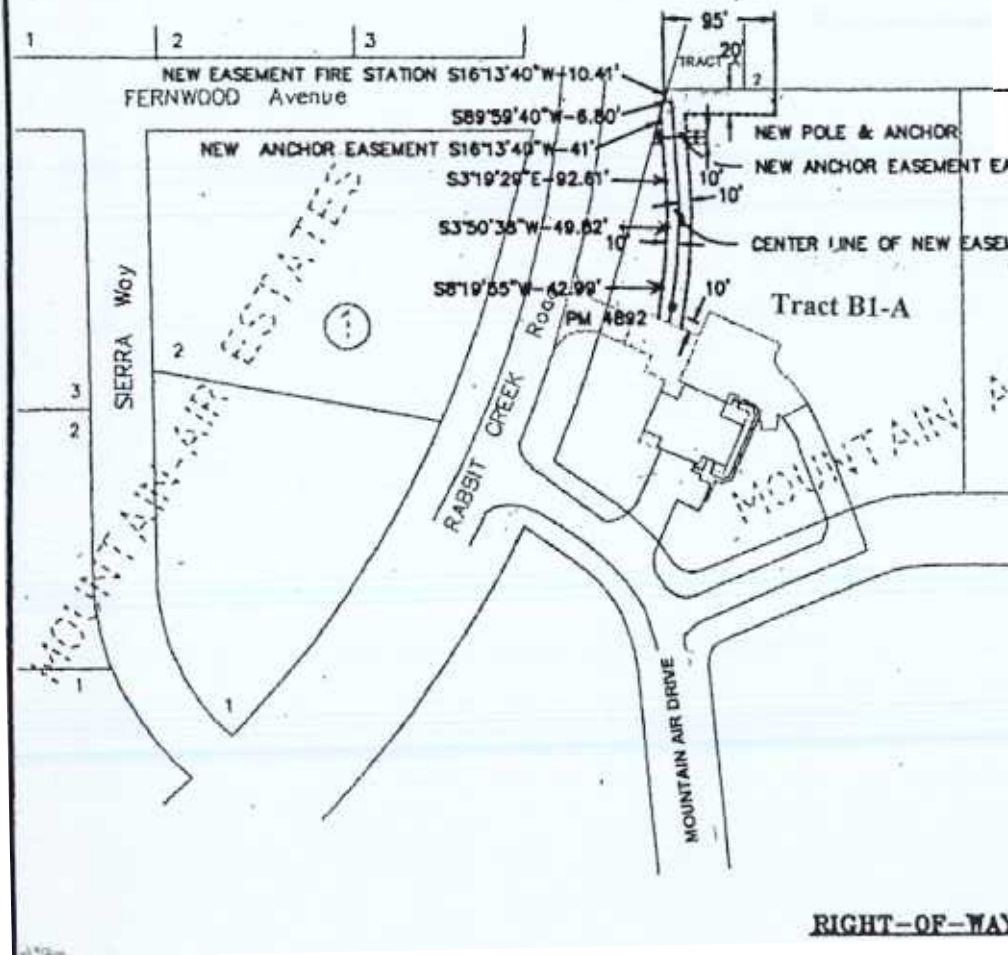 95'
1 2 3
TRACT 2
20'
2
NEW EASEMENT FIRE STATION S16°13'40"W-10.41'
FERNWOOD Avenue
S89°59'40"W-6.80'
NEW POLE & ANCHOR
NEW ANCHOR EASEMENT S16°13'40"W-41'
NEW ANCHOR EASEMENT EA
10'
S3°19'29"E-92.61'
10'
S3°50'38"W-49.82'
10'
CENTER LINE OF NEW EASEM
S8°19'55"W-42.99'
10'
Tract B1-A
PM 4892
SIERRA Way
MOUNTAIN AIR ESTATES
1
2
3
2
RABBIT CREEK Road
MOUNTAIN
1
1
MOUNTAIN AIR DRIVE
RIGHT-OF-WAY